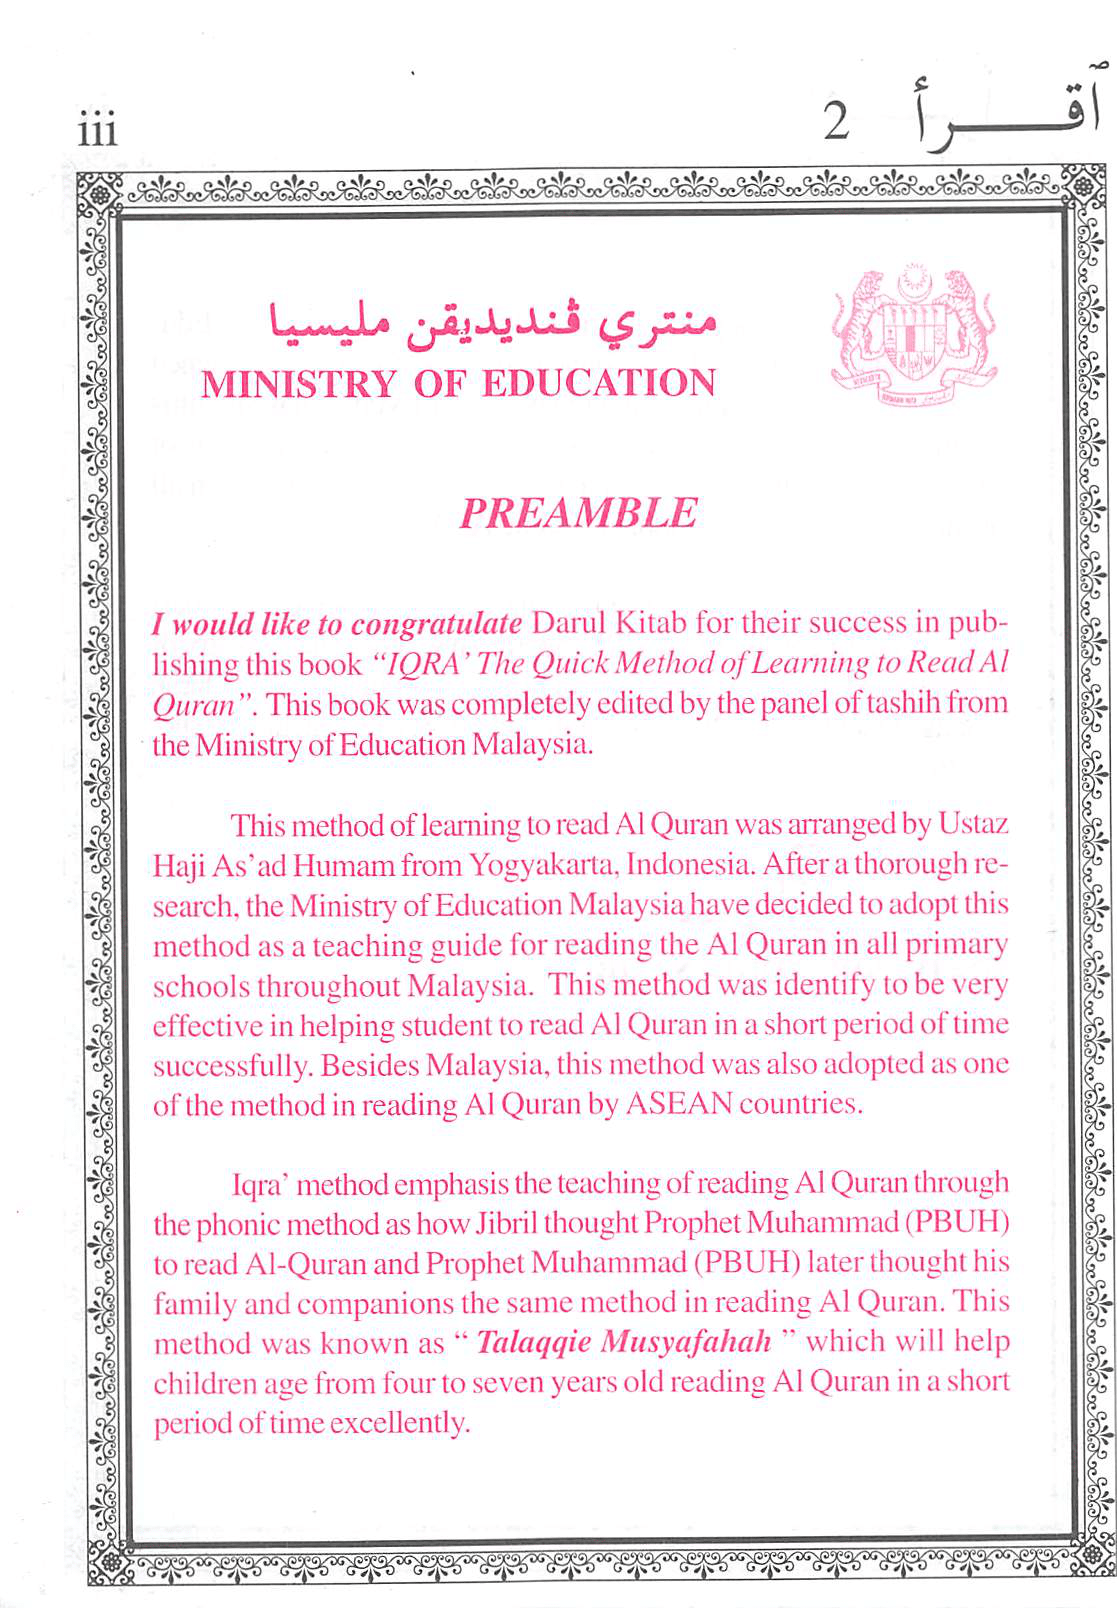 iii
2 ٱقـــرأ
منتري ڤنديديقن مليسيا
MINISTRY OF EDUCATION
PREAMBLE
I would like to congratulate Darul Kitab for their success in pub-
lishing this book “IQRA’ The Quick Method of Learning to Read Al
Quran”. This book was completely edited by the panel of tashih from
the Ministry of Education Malaysia.
This method of learning to read Al Quran was arranged by Ustaz
Haji As’ad Humam from Yogyakarta, Indonesia. After a thorough re-
search, the Ministry of Education Malaysia have decided to adopt this
method as a teaching guide for reading the Al Quran in all primary
schools throughout Malaysia. This method was identify to be very
effective in helping student to read Al Quran in a short period of time
successfully. Besides Malaysia, this method was also adopted as one
of the method in reading Al Quran by ASEAN countries.
Iqra’ method emphasis the teaching of reading Al Quran through
the phonic method as how Jibril thought Prophet Muhammad (PBUH)
to read Al-Quran and Prophet Muhammad (PBUH) later thought his
family and companions the same method in reading Al Quran. This
method was known as “ Talaqqie Musyafahah ” which will help
children age from four to seven years old reading Al Quran in a short
period of time excellently.